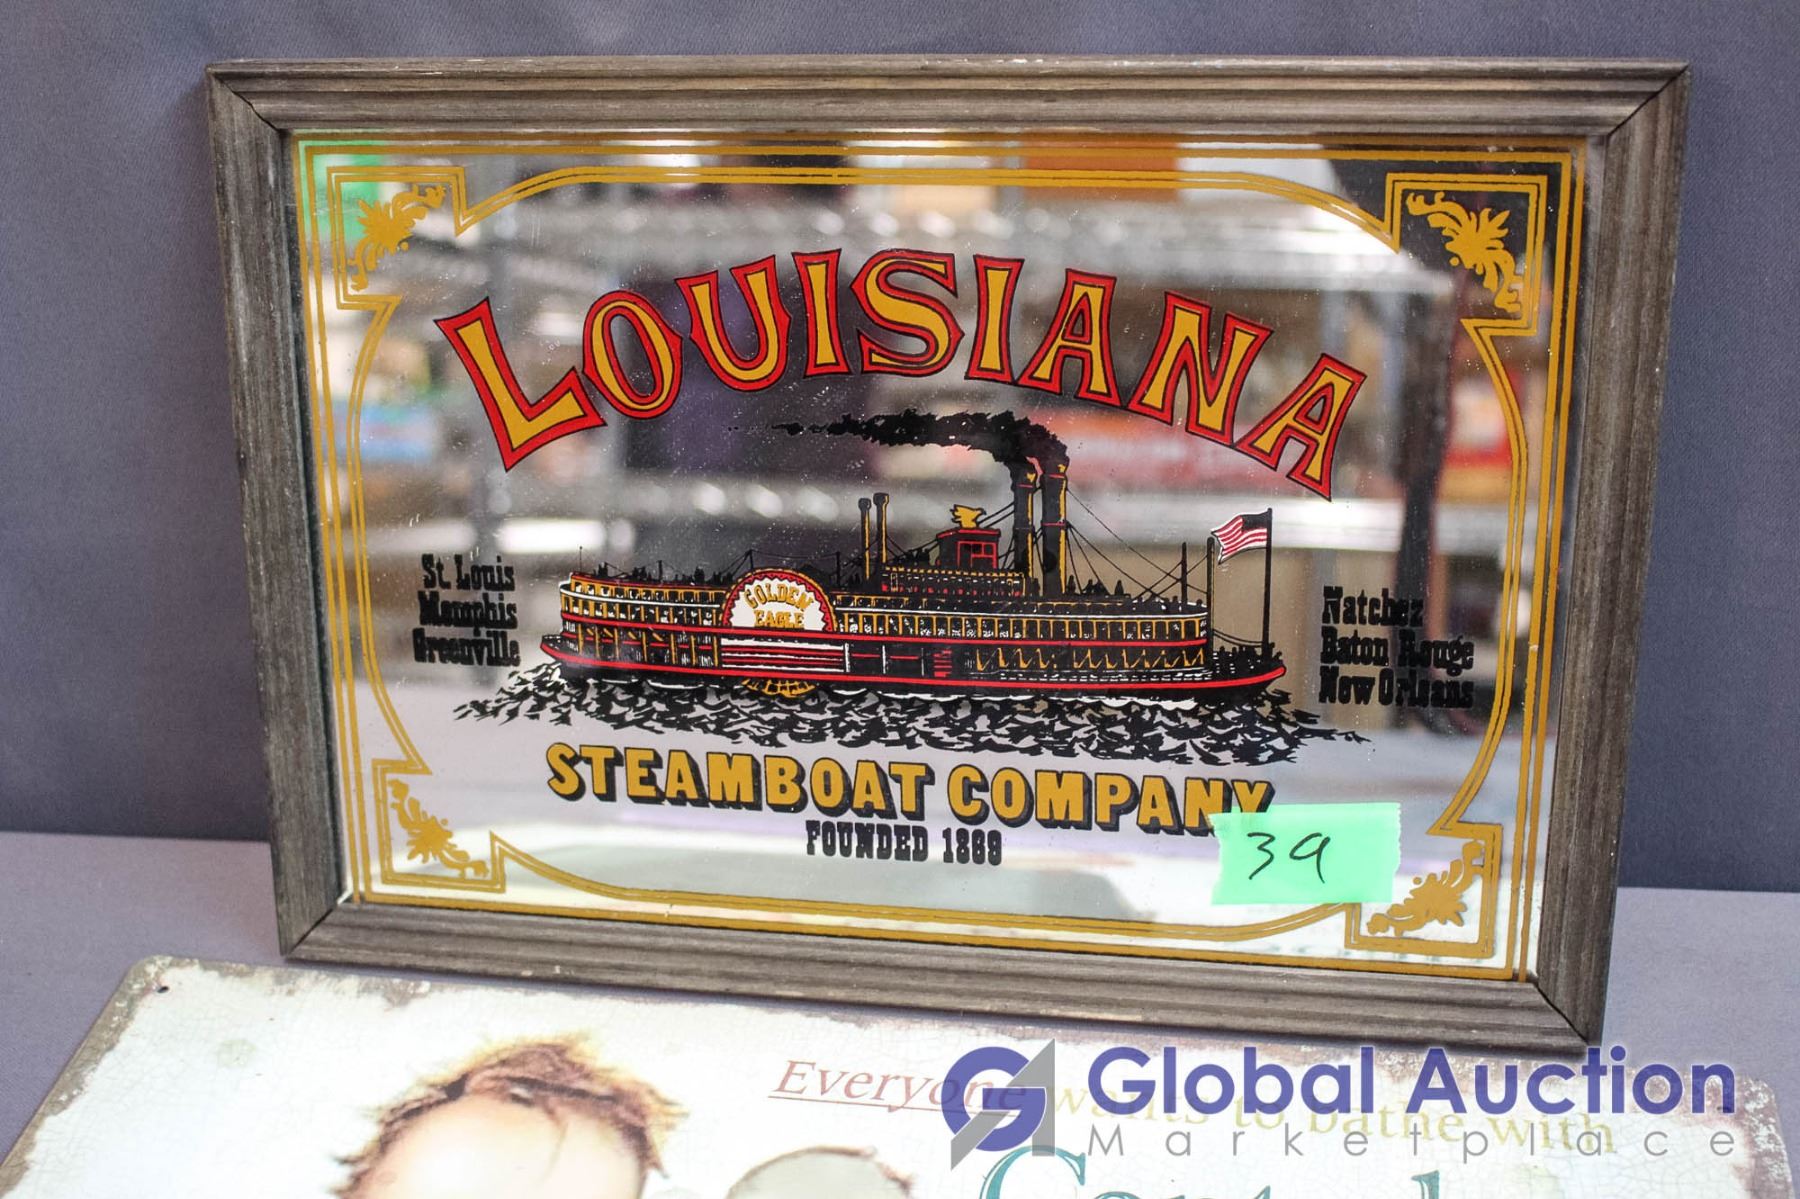 LOUISIANA
GOLDEN
EAGLE
St. Louis
Memphis
Greenville
Natchez
Baton Rouge
New Orleans
STEAMBOAT COMPANY
FOUNDED 1889
39
Everyone wants to bathe with
Global Auction
Marketplace